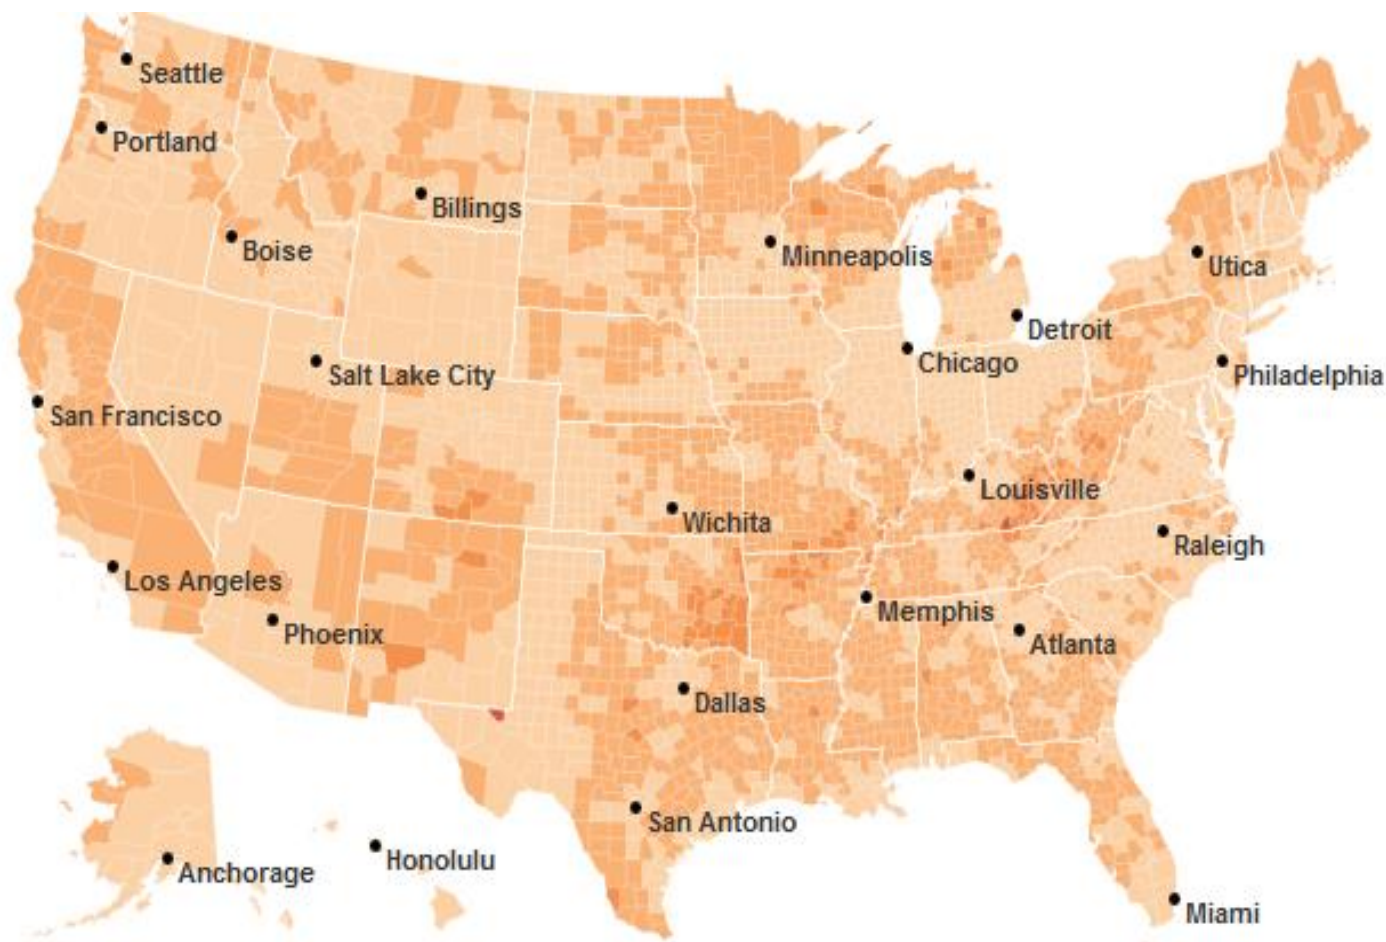 Seattle
Portland
Billings
Boise
Minneapolis
Utica
Detroit
Chicago
Salt Lake City
Philadelphia
San Francisco
Louisville
Wichita
Raleigh
Los Angeles
Memphis
Phoenix
Atlanta
Dallas
San Antonio
Honolulu
Anchorage
Miami